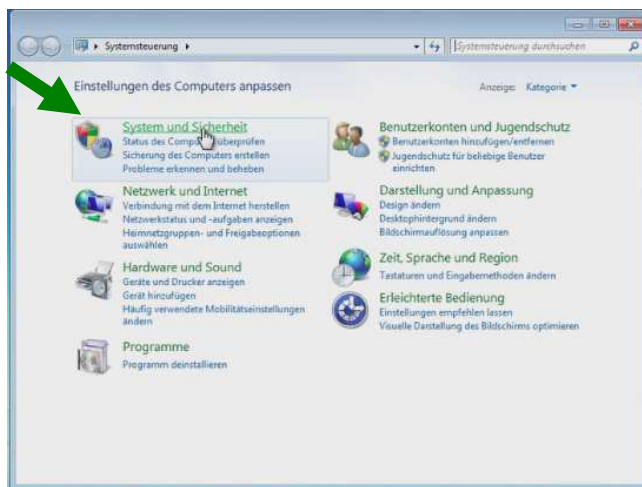 Systemsteuerung
Systemsteuerung durchsuchen
Einstellungen des Computers anpassen
Anzeige: Kategorie
System und Sicherheit
Status des Computers überprüfen
Sicherung des Computers erstellen
Probleme erkennen und beheben
Netzwerk und Internet
Verbindung mit dem Internet herstellen
Netzwerkstatus und -aufgaben anzeigen
Heimnetzgruppen- und Freigabeoptionen
auswählen
Hardware und Sound
Geräte und Drucker anzeigen
Gerät hinzufügen
Häufig verwendete Mobilitätseinstellungen
ändern
Programme
Programm deinstallieren
Benutzerkonten und Jugendschutz
Benutzerkonten hinzufügen/entfernen
Jugendschutz für beliebige Benutzer
einrichten
Darstellung und Anpassung
Design ändern
Desktophintergrund ändern
Bildschirmauflösung anpassen
Zeit, Sprache und Region
Tastaturen und Eingabemethoden ändern
Erleichterte Bedienung
Einstellungen empfehlen lassen
Visuelle Darstellung des Bildschirms optimieren